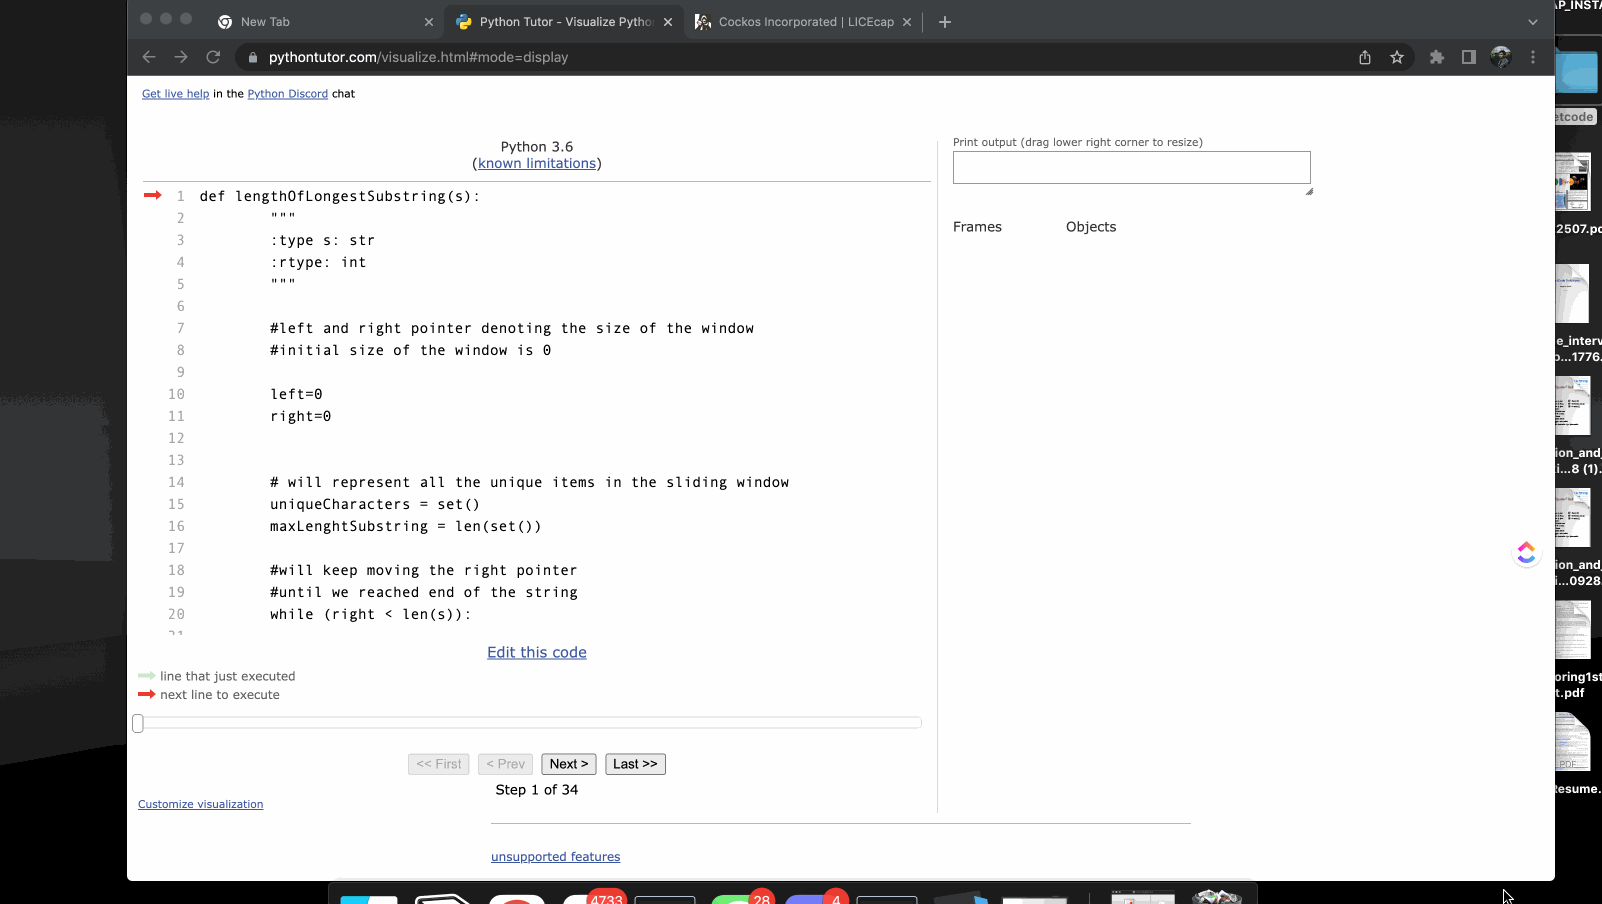 New Tab
Python Tutor - Visualize Pytho
Cockos Incorporated | LICEcap
pythontutor.com/visualize.html#mode=display
Get live help in the Python Discord chat
Python 3.6
(known limitations)
1 def lengthOfLongestSubstring(s):
2 """
3 :type s: str
4 :rtype: int
5 """
6
7 #left and right pointer denoting the size of the window
8 #initial size of the window is 0
9
10 left=0
11 right=0
12
13
14 # will represent all the unique items in the sliding window
15 uniqueCharacters = set()
16 maxLenghtSubstring = len(set())
17
18 #will keep moving the right pointer
19 #until we reached end of the string
20 while (right < len(s)):
21
Edit this code
line that just executed
next line to execute
<< First
< Prev
Next >
Last >>
Step 1 of 34
Customize visualization
unsupported features
Print output (drag lower right corner to resize)
Frames
Objects
AP_INSTA
etcode
2507.pd
e_interv
o...1776.
ion_and_
i...8 (1).
ion_and_
i...0928.
oring1st
t.pdf
PDF
Resume.
4733
28
4